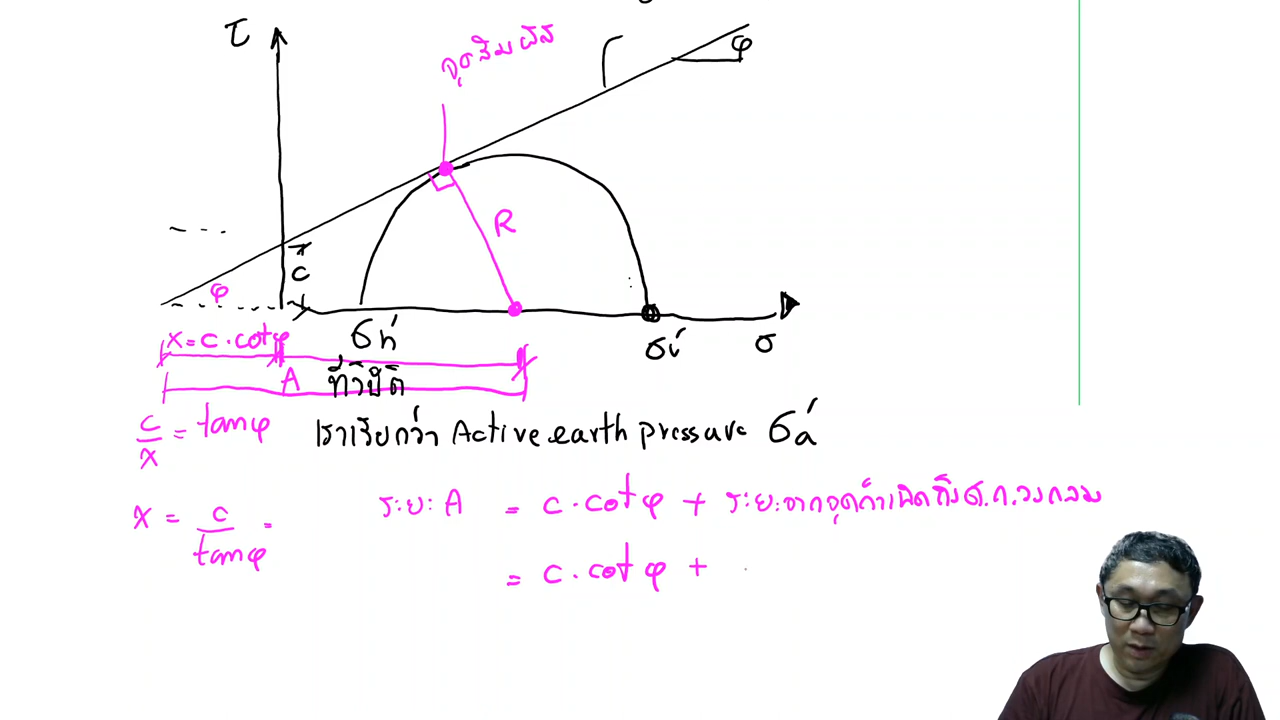 τ
จุดสัมผัส
φ
R
c
φ
x = c·cotφ
σh'
σv'
σ
A
ที่วิบัติ
c/x = tanφ
เราเรียกว่า Active earth pressure σa'
x = c/tanφ =
ระยะ A = c·cotφ + ระยะจากจุดกำเนิดถึงศ.ก.วงกลม
= c·cotφ +